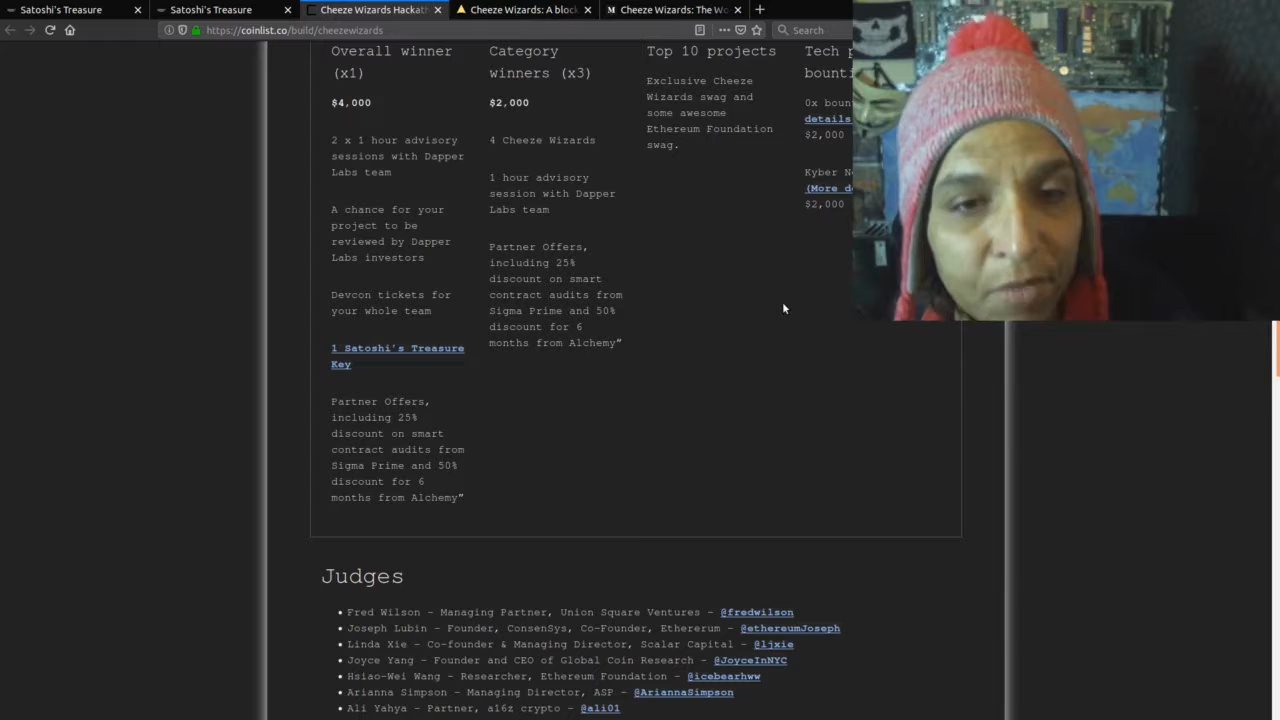 Satoshi's Treasure
Satoshi's Treasure
Cheeze Wizards Hackath
Cheeze Wizards: A block
Cheeze Wizards: The Wo
https://coinlist.co/build/cheezewizards
Search
Overall winner
(x1)
$4,000
2 x 1 hour advisory
sessions with Dapper
Labs team
A chance for your
project to be
reviewed by Dapper
Labs investors
Devcon tickets for
your whole team
1 Satoshi's Treasure
Key
Partner Offers,
including 25%
discount on smart
contract audits from
Sigma Prime and 50%
discount for 6
months from Alchemy”
Category
winners (x3)
$2,000
4 Cheeze Wizards
1 hour advisory
session with Dapper
Labs team
Partner Offers,
including 25%
discount on smart
contract audits from
Sigma Prime and 50%
discount for 6
months from Alchemy”
Top 10 projects
Exclusive Cheeze
Wizards swag and
some awesome
Ethereum Foundation
swag.
Tech p
bounti
0x boun
details
$2,000
Kyber Ne
(More de
$2,000
Judges
• Fred Wilson – Managing Partner, Union Square Ventures – @fredwilson
• Joseph Lubin – Founder, ConsenSys, Co-Founder, Ethererum – @ethereumJoseph
• Linda Xie – Co-founder & Managing Director, Scalar Capital – @ljxie
• Joyce Yang – Founder and CEO of Global Coin Research – @JoyceInNYC
• Hsiao-Wei Wang – Researcher, Ethereum Foundation – @icebearhww
• Arianna Simpson – Managing Director, ASP – @AriannaSimpson
• Ali Yahya – Partner, a16z crypto – @ali01